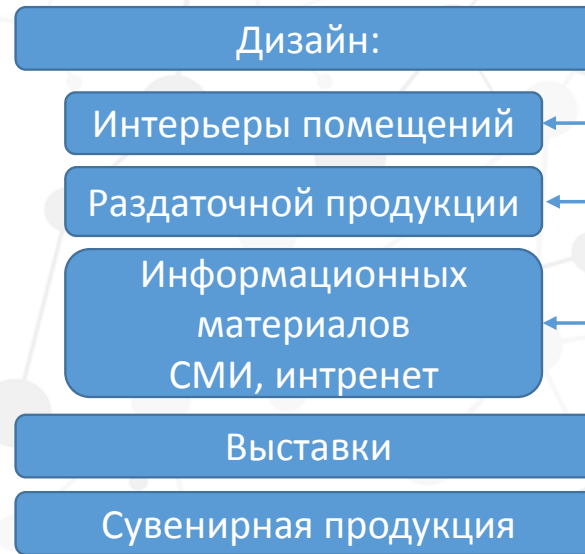 Дизайн:
Интерьеры помещений
Раздаточной продукции
Информационных
материалов
СМИ, интренет
Выставки
Сувенирная продукция